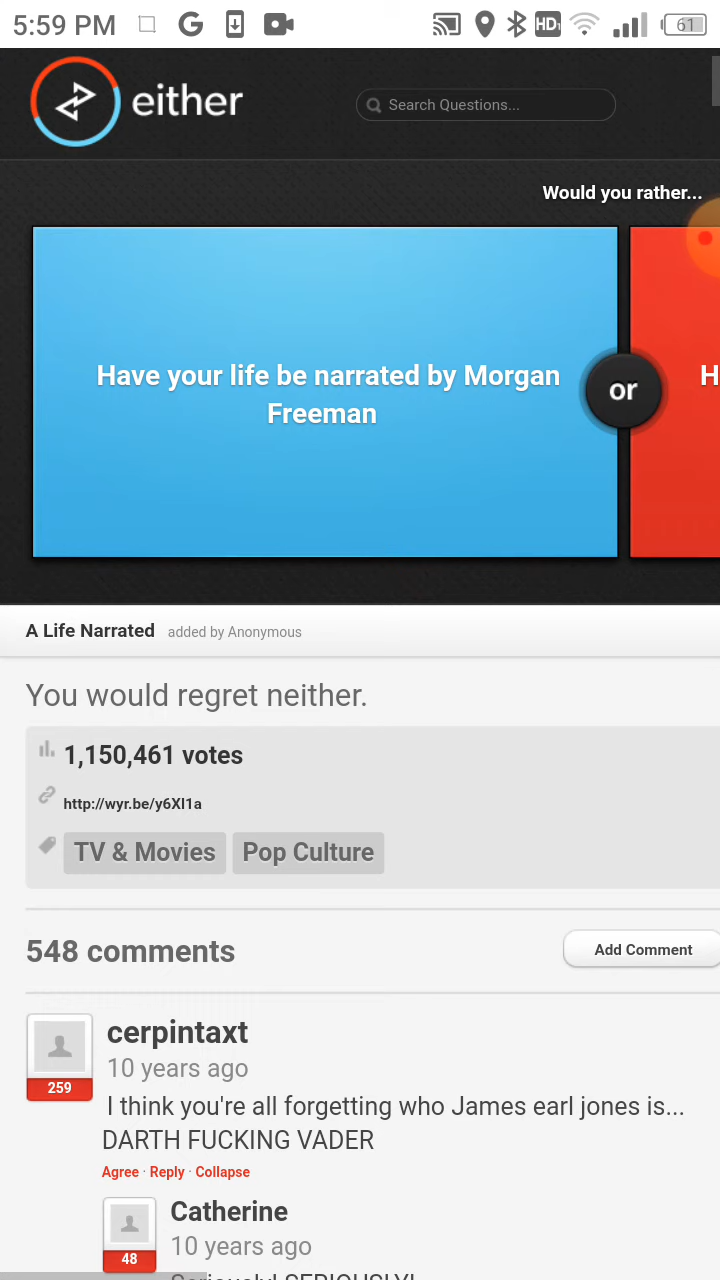 5:59 PM
HD1
61
either
Search Questions...
Would you rather...
Have your life be narrated by Morgan
Freeman
or
H
A Life Narrated added by Anonymous
You would regret neither.
1,150,461 votes
http://wyr.be/y6Xl1a
TV & Movies Pop Culture
548 comments
Add Comment
cerpintaxt
10 years ago
259
I think you're all forgetting who James earl jones is...
DARTH FUCKING VADER
Agree · Reply · Collapse
Catherine
10 years ago
48
Seriously! SERIOUSLY!